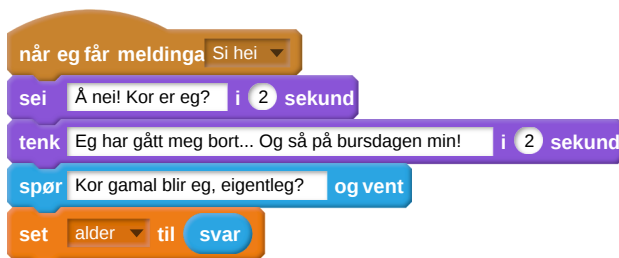 når eg får meldinga Si hei
sei Å nei! Kor er eg? i 2 sekund
tenk Eg har gått meg bort... Og så på bursdagen min! i 2 sekund
spør Kor gamal blir eg, eigentleg? og vent
set alder til svar